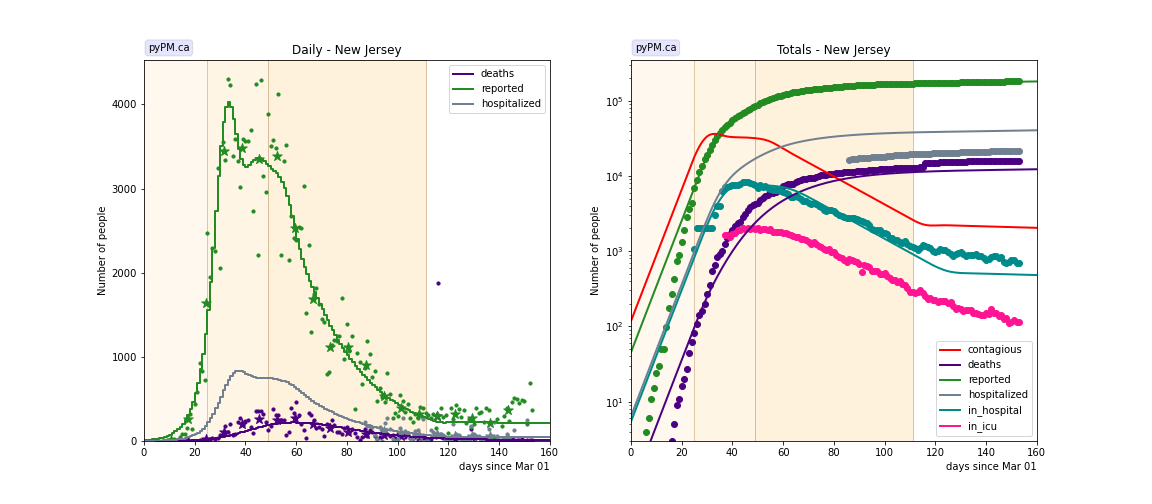 pyPM.ca
Daily - New Jersey
Number of people
4000
3000
2000
1000
0
0 20 40 60 80 100 120 140 160
days since Mar 01
deaths
reported
hospitalized
pyPM.ca
Totals - New Jersey
Number of people
10^5
10^4
10^3
10^2
10^1
0 20 40 60 80 100 120 140 160
days since Mar 01
contagious
deaths
reported
hospitalized
in_hospital
in_icu